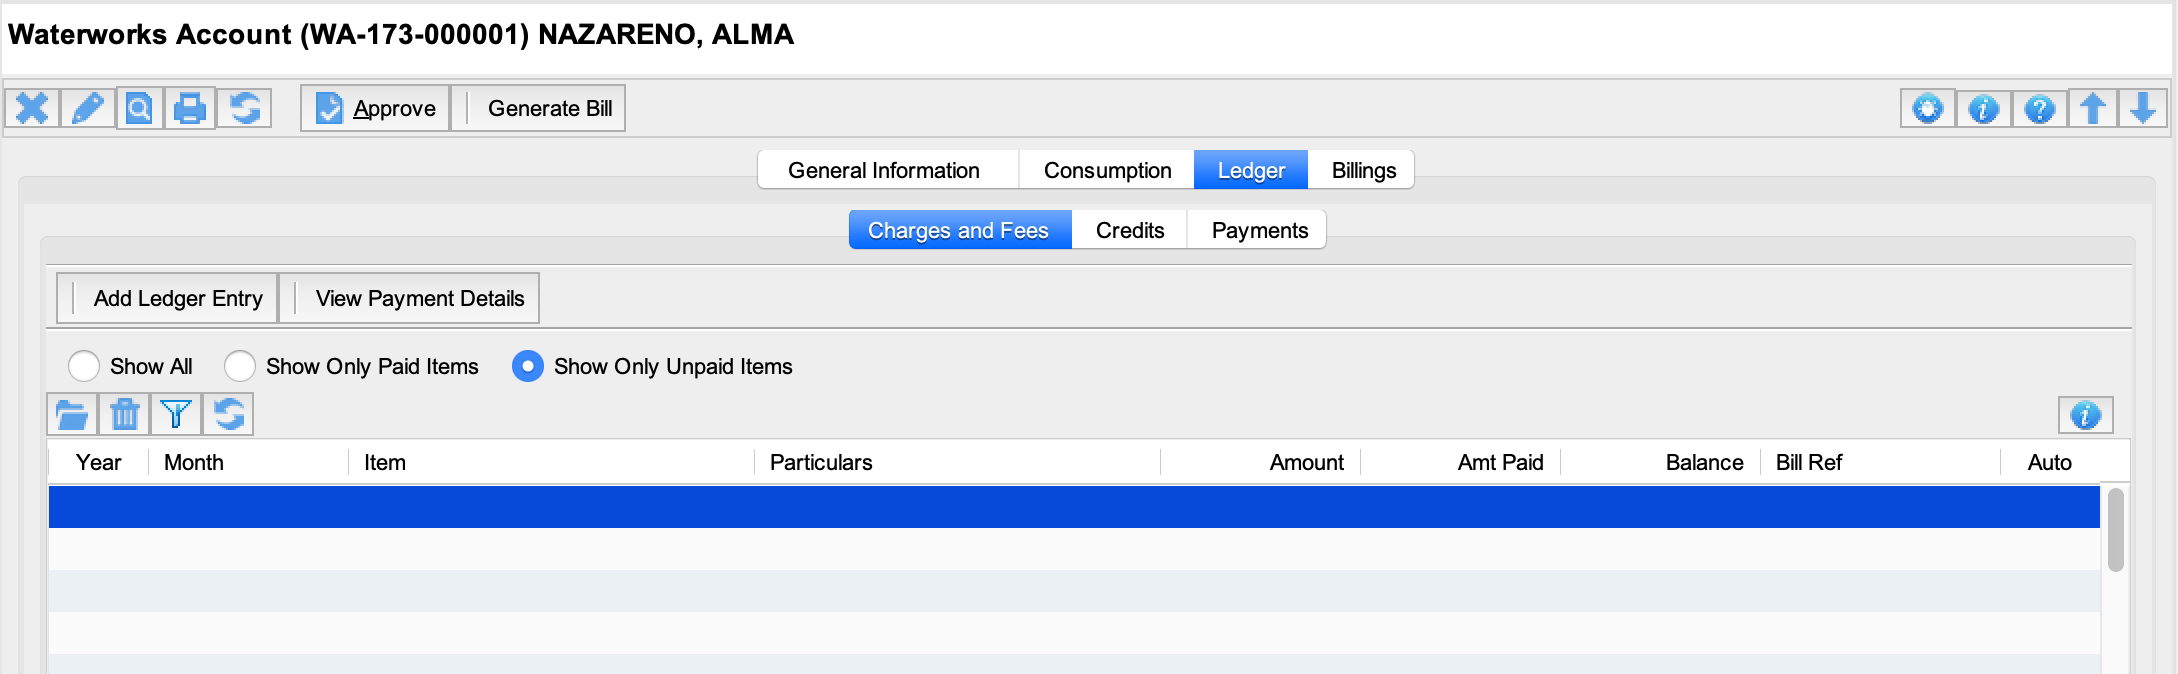 Waterworks Account (WA-173-000001) NAZARENO, ALMA
Approve Generate Bill
General Information Consumption Ledger Billings
Charges and Fees Credits Payments
Add Ledger Entry View Payment Details
Show All Show Only Paid Items Show Only Unpaid Items
Year Month Item Particulars Amount Amt Paid Balance Bill Ref Auto